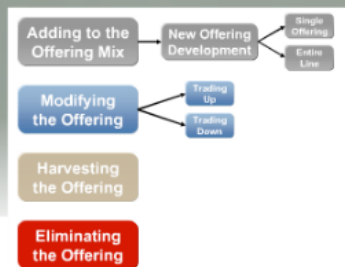 Adding to the
Offering Mix
New Offering
Development
Single
Offering
Entire
Line
Modifying
the Offering
Trading
Up
Trading
Down
Harvesting
the Offering
Eliminating
the Offering